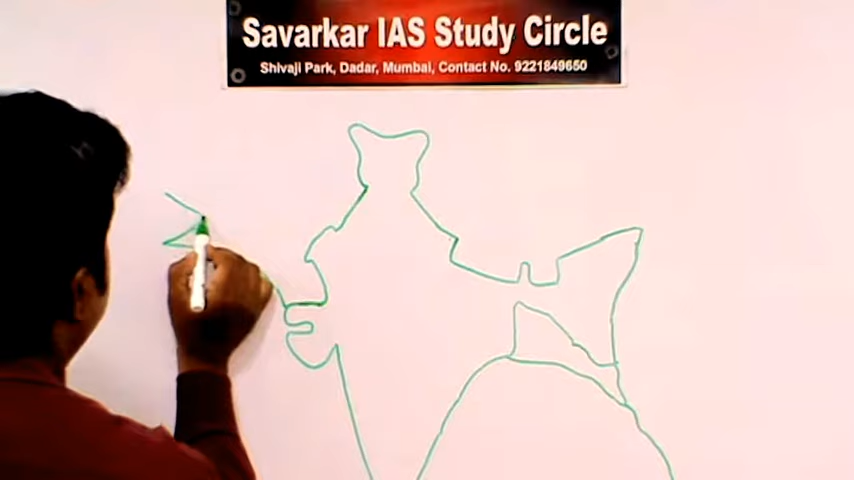 Savarkar IAS Study Circle
Shivaji Park, Dadar, Mumbai, Contact No. 9221849650